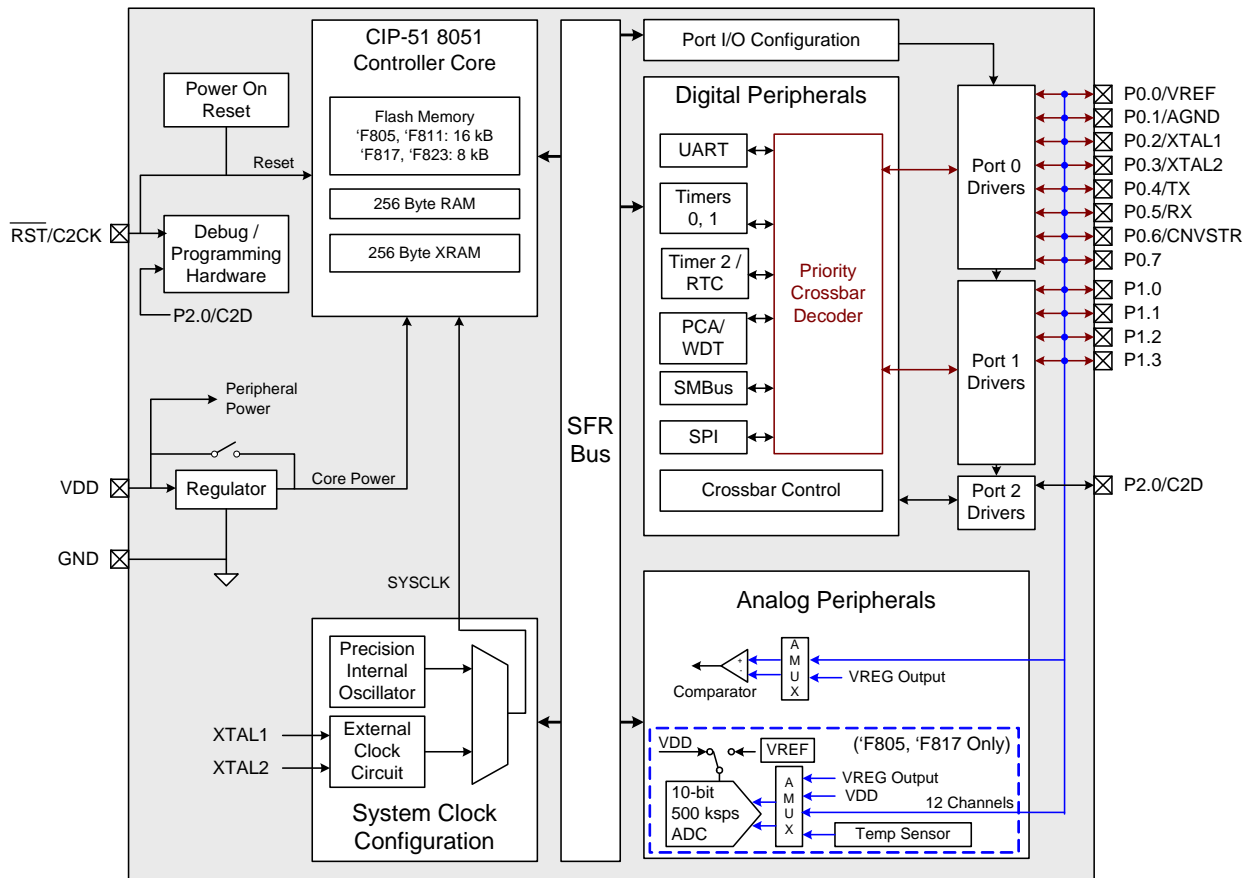 CIP-51 8051
Controller Core
Flash Memory
‘F805, ‘F811: 16 kB
‘F817, ‘F823: 8 kB
256 Byte RAM
256 Byte XRAM
Power On
Reset
Reset
RST/C2CK
Debug /
Programming
Hardware
P2.0/C2D
Peripheral
Power
VDD
Regulator
Core Power
GND
SYSCLK
Precision
Internal
Oscillator
XTAL1
XTAL2
External
Clock
Circuit
System Clock
Configuration
SFR
Bus
Port I/O Configuration
Digital Peripherals
UART
Timers
0, 1
Timer 2 /
RTC
PCA/
WDT
SMBus
SPI
Priority
Crossbar
Decoder
Crossbar Control
Port 0
Drivers
Port 1
Drivers
Port 2
Drivers
P0.0/VREF
P0.1/AGND
P0.2/XTAL1
P0.3/XTAL2
P0.4/TX
P0.5/RX
P0.6/CNVSTR
P0.7
P1.0
P1.1
P1.2
P1.3
P2.0/C2D
Analog Peripherals
+
-
Comparator
A
M
U
X
VREG Output
(‘F805, ‘F817 Only)
VDD
VREF
10-bit
500 ksps
ADC
A
M
U
X
VREG Output
VDD
12 Channels
Temp Sensor